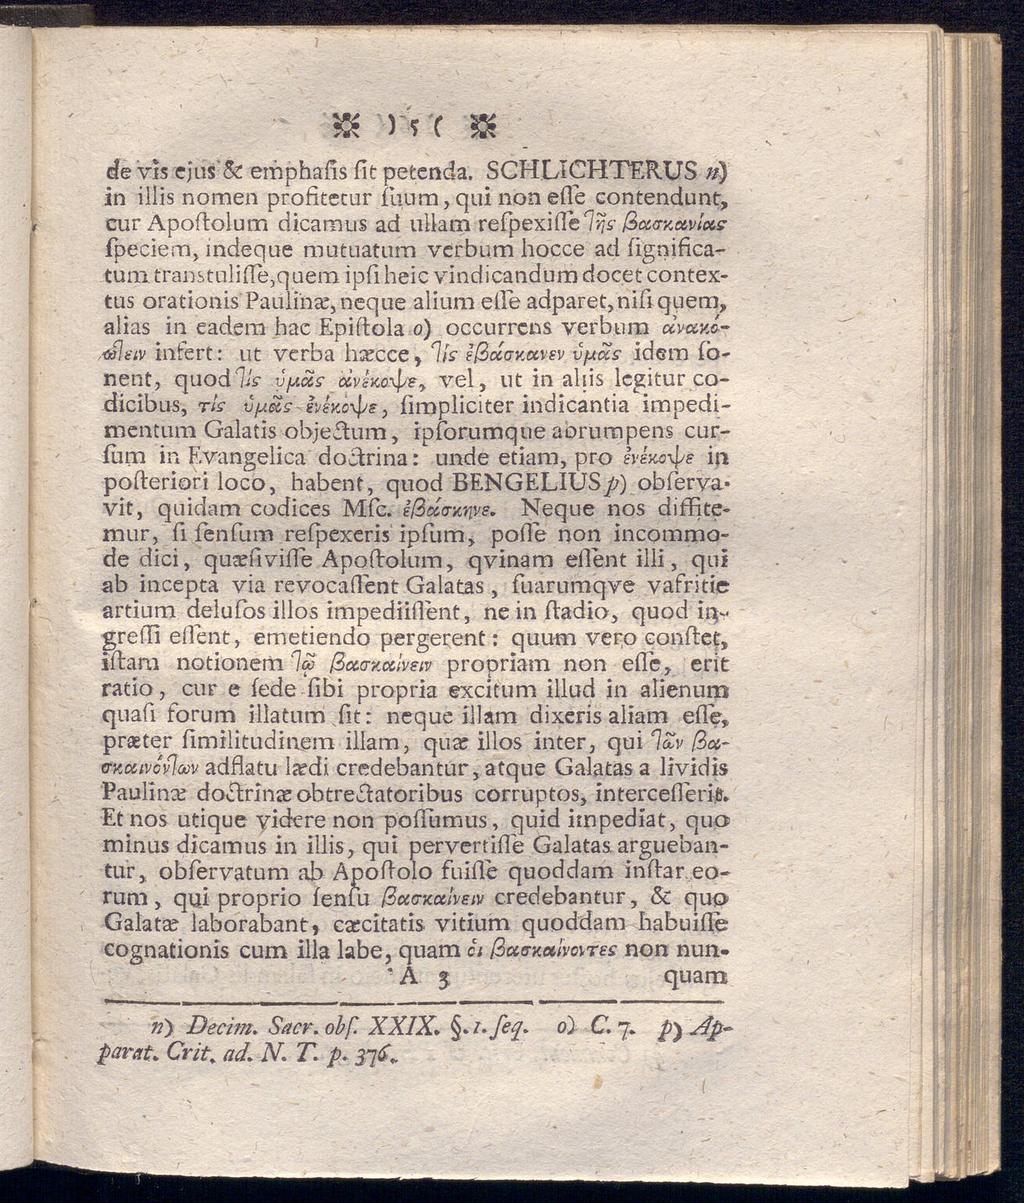 ※ ) 5 ( ※
de vis ejus & emphaſis ſit petenda. SCHLICHTERUS n)
in illis nomen profitetur ſuum, qui non eſſe contendunt,
cur Apoſtolum dicamus ad ullam reſpexiſſe τῆς βασκανίας
ſpeciem, indeque mutuatum verbum hocce ad ſignifica-
tum transtuliſſe, quem ipſi heic vindicandum docet contex-
tus orationis Paulinæ, neque alium eſſe adparet, niſi quem,
alias in eadem hac Epiſtola o) occurrens verbum ἀνακό-
πτειν infert: ut verba hæcce, τίς ἐβάσκανεν ὑμᾶς idem ſo-
nent, quod τίς ὑμᾶς ἀνέκοψε, vel, ut in aliis legitur co-
dicibus, τίς ὑμᾶς ἐνέκοψε, ſimpliciter indicantia impedi-
mentum Galatis objectum, ipſorumque abrumpens cur-
ſum in Evangelica doctrina: unde etiam, pro ἐνέκοψε in
poſteriori loco, habent, quod BENGELIUS p) obſerva-
vit, quidam codices Mſc. ἐβάσκηνε. Neque nos diffite-
mur, ſi ſenſum reſpexeris ipſum, poſſe non incommo-
de dici, quæſiviſſe Apoſtolum, qvinam eſſent illi, qui
ab incepta via revocaſſent Galatas, ſuarumqve vafritie
artium deluſos illos impediiſſent, ne in ſtadio, quod in-
greſſi eſſent, emetiendo pergerent: quum vero conſtet,
iſtam notionem τῷ βασκαίνειν propriam non eſſe, erit
ratio, cur e ſede ſibi propria excitum illud in alienum
quaſi forum illatum ſit: neque illam dixeris aliam eſſe,
præter ſimilitudinem illam, quæ illos inter, qui τῶν βα-
σκαινόντων adflatu lædi credebantur, atque Galatas a lividis
Paulinæ doctrinæ obtrectatoribus corruptos, interceſſeris.
Et nos utique videre non poſſumus, quid impediat, quo
minus dicamus in illis, qui pervertiſſe Galatas argueban-
tur, obſervatum ab Apoſtolo fuiſſe quoddam inſtar eo-
rum, qui proprio ſenſu βασκαίνειν credebantur, & quo
Galatæ laborabant, cæcitatis vitium quoddam habuiſſe
cognationis cum illa labe, quam οἱ βασκαίνοντες non nun-
A 3 quam
n) Decim. Sacr. obſ. XXIX. §. 1. ſeq. o) C. 7. p) Ap-
parat. Crit. ad. N. T. p. 376.